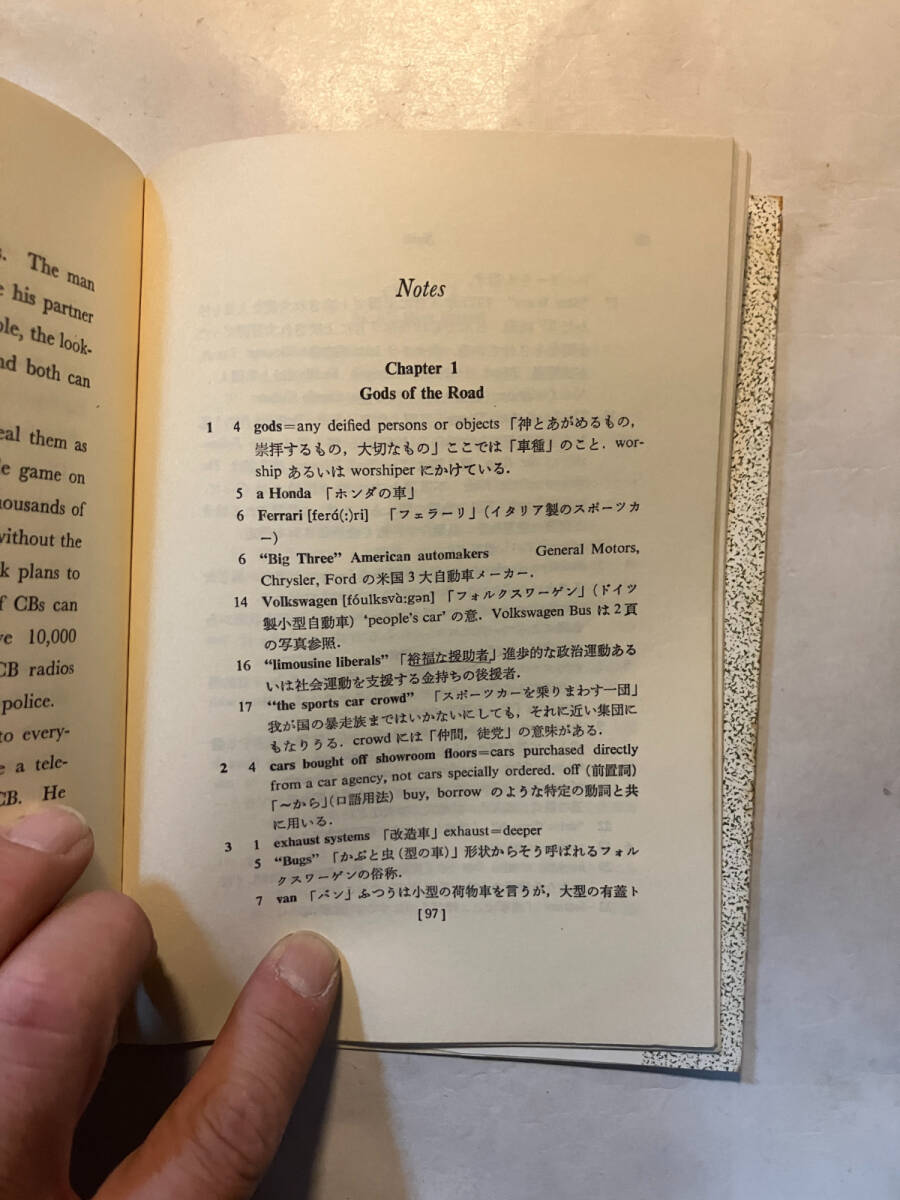 s. The man
e his partner
ple, the look-
nd both can
eal them as
le game on
housands of
without the
k plans to
f CBs can
ve 10,000
CB radios
police.
to every-
e a tele-
CB. He
Notes
Chapter 1
Gods of the Road
1 4 gods=any deified persons or objects「神とあがめるもの，
崇拝するもの，大切なもの」ここでは「車種」のこと．wor-
ship あるいは worshiper にかけている．
5 a Honda 「ホンダの車」
6 Ferrari [ferá(:)ri] 「フェラーリ」（イタリア製のスポーツカ
ー）
6 “Big Three” American automakers General Motors,
Chrysler, Ford の米国3大自動車メーカー．
14 Volkswagen [fóulksvà:gən]「フォルクスワーゲン」（ドイツ
製小型自動車）‘people's car’ の意．Volkswagen Bus は2頁
の写真参照．
16 “limousine liberals”「裕福な援助者」進歩的な政治運動ある
いは社会運動を支援する金持ちの後援者．
17 “the sports car crowd” 「スポーツカーを乗りまわす一団」
我が国の暴走族まではいかないにしても，それに近い集団に
もなりうる．crowd には「仲間，徒党」の意味がある．
2 4 cars bought off showroom floors=cars purchased directly
from a car agency, not cars specially ordered. off（前置詞）
「～から」（口語用法）buy, borrow のような特定の動詞と共
に用いる．
3 1 exhaust systems 「改造車」exhaust=deeper
5 “Bugs” 「かぶと虫（型の車）」形状からそう呼ばれるフォル
クスワーゲンの俗称．
7 van 「バン」ふつうは小型の荷物車を言うが，大型の有蓋ト
[97]